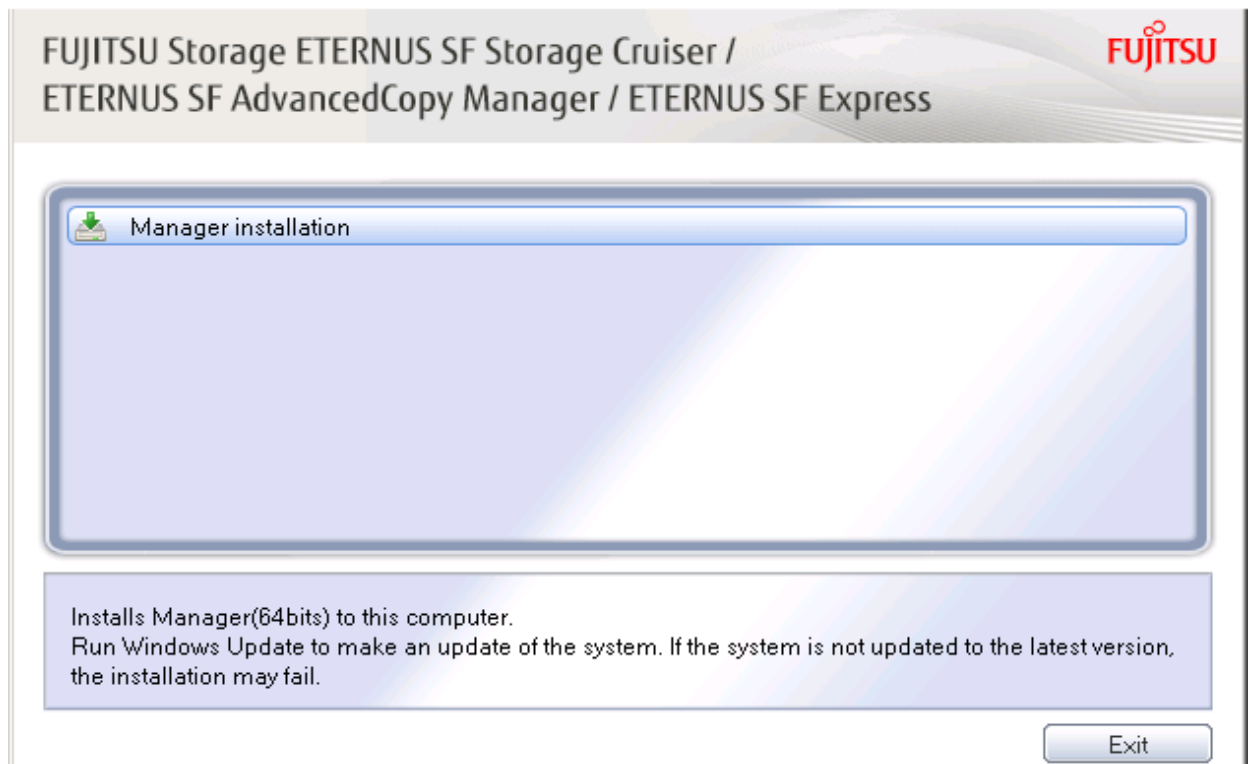 FUJITSU Storage ETERNUS SF Storage Cruiser /
ETERNUS SF AdvancedCopy Manager / ETERNUS SF Express
FUJITSU
Manager installation
Installs Manager(64bits) to this computer.
Run Windows Update to make an update of the system. If the system is not updated to the latest version,
the installation may fail.
Exit